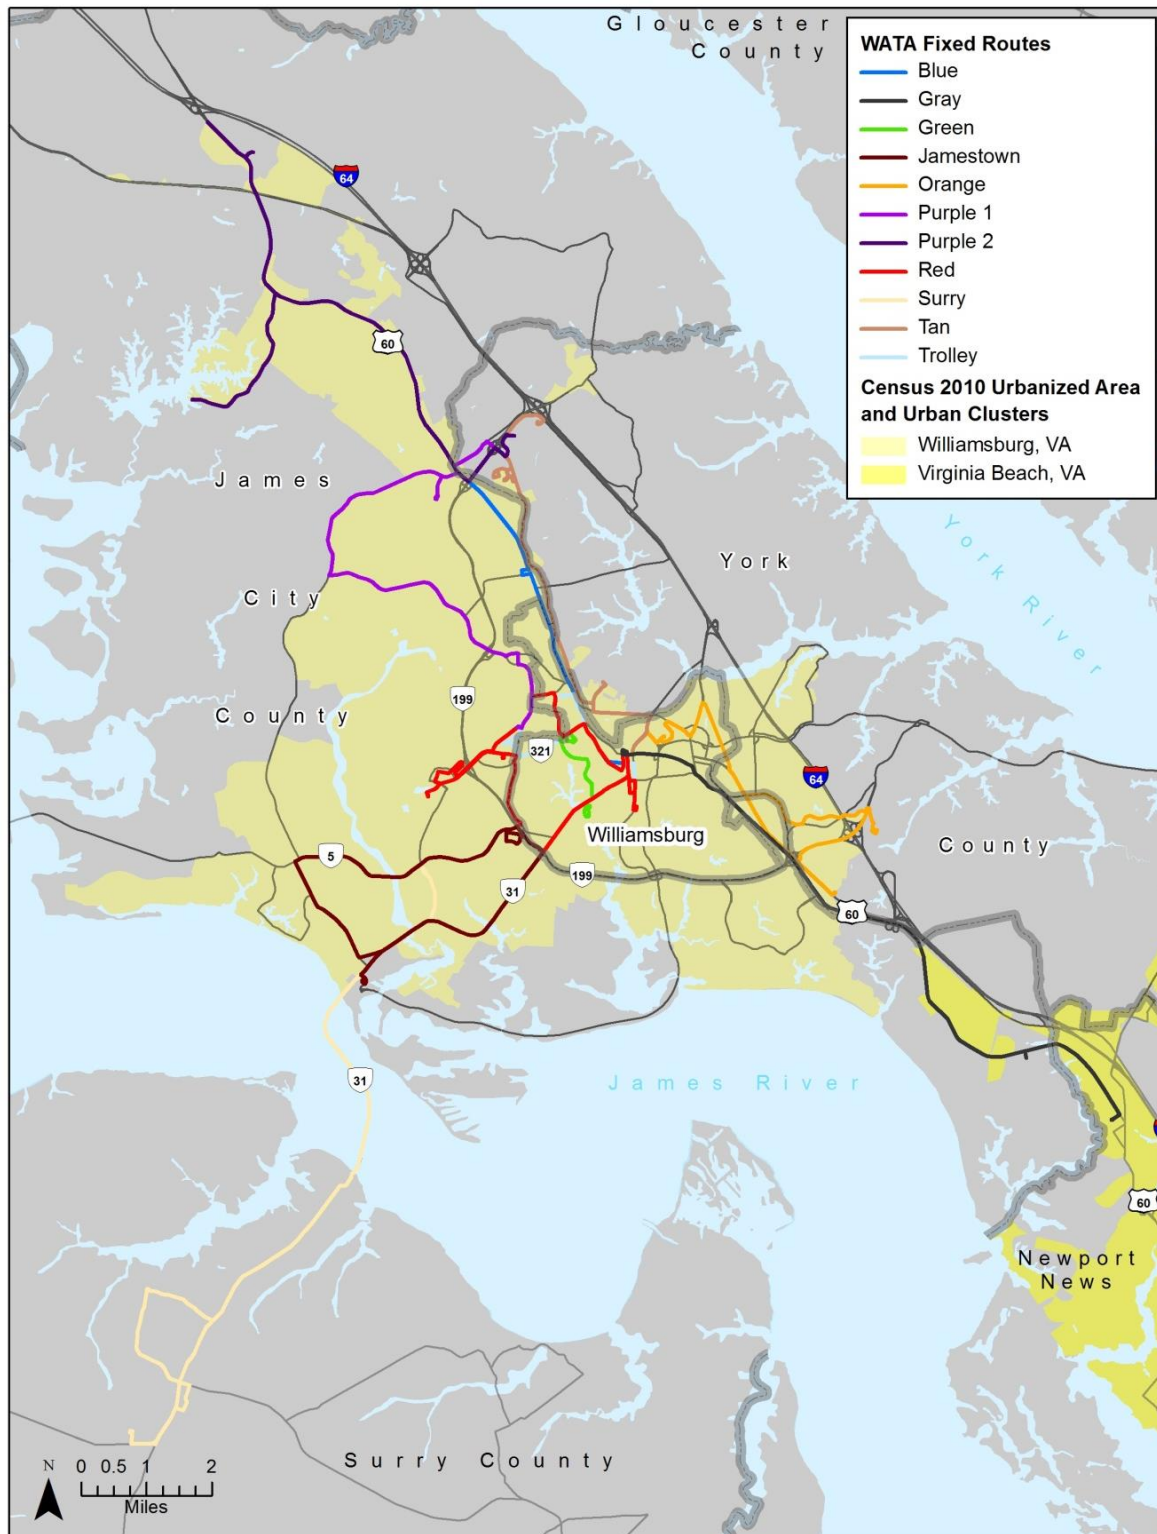 Gloucester
County
WATA Fixed Routes
Blue
Gray
Green
Jamestown
Orange
Purple 1
Purple 2
Red
Surry
Tan
Trolley
Census 2010 Urbanized Area
and Urban Clusters
Williamsburg, VA
Virginia Beach, VA
64
60
James
York River
York
City
199
County
321
64
Williamsburg
County
5
199
31
60
James River
31
60
Newport
News
Surry County
N
0 0.5 1 2
Miles